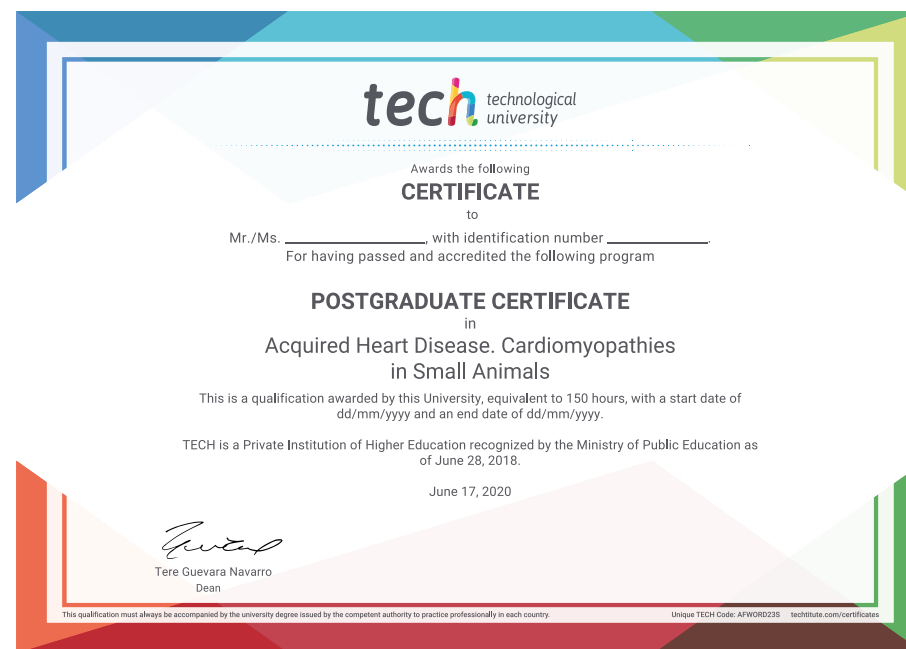 tech technological
university
Awards the following
CERTIFICATE
to
Mr./Ms. ____________________, with identification number ______________.
For having passed and accredited the following program
POSTGRADUATE CERTIFICATE
in
Acquired Heart Disease. Cardiomyopathies
in Small Animals
This is a qualification awarded by this University, equivalent to 150 hours, with a start date of
dd/mm/yyyy and an end date of dd/mm/yyyy.
TECH is a Private Institution of Higher Education recognized by the Ministry of Public Education as
of June 28, 2018.
June 17, 2020
Tere Guevara Navarro
Dean
This qualification must always be accompanied by the university degree issued by the competent authority to practice professionally in each country. Unique TECH Code: AFWORD23S techtitute.com/certificates